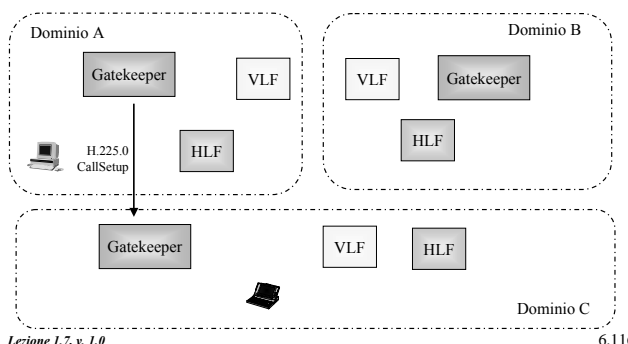 Dominio A
Dominio B
Gatekeeper
VLF
VLF
Gatekeeper
H.225.0
CallSetup
HLF
HLF
Gatekeeper
VLF
HLF
Dominio C
Lezione 1.7, v. 1.0
6.116